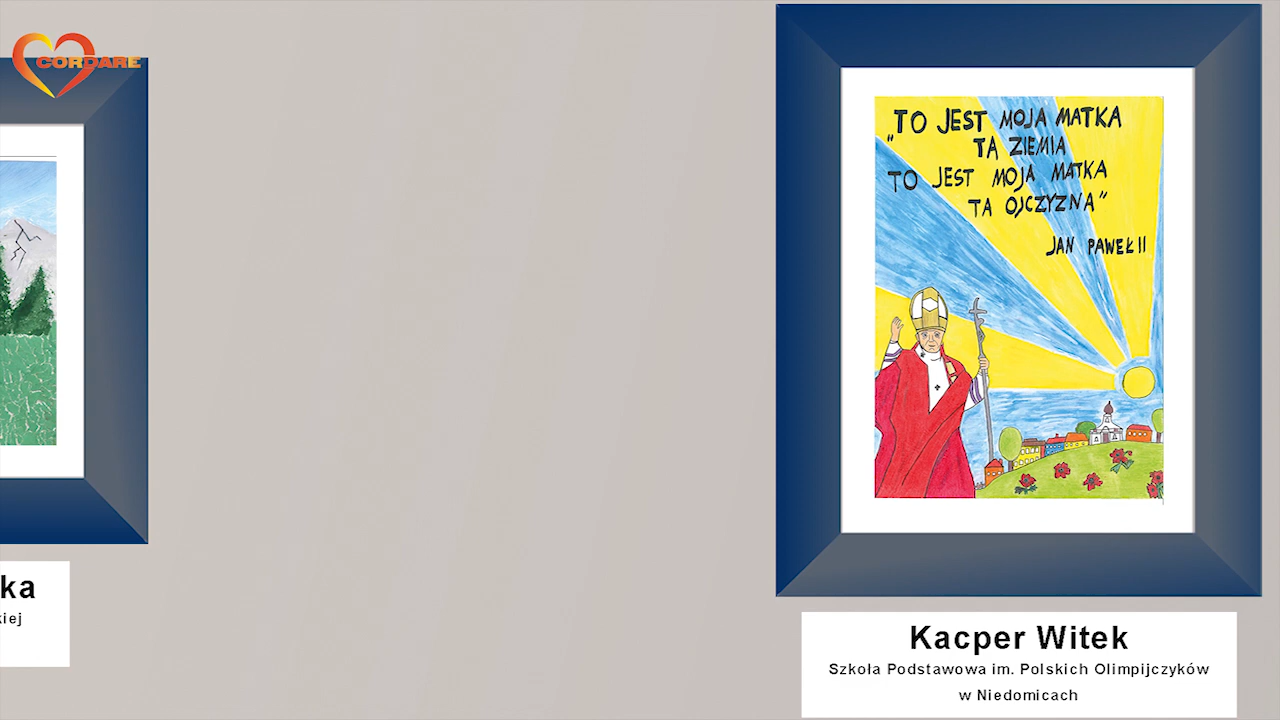 CORDARE
"TO JEST MOJA MATKA
TA ZIEMIA
TO JEST MOJA MATKA
TA OJCZYZNA"
JAN PAWEŁ II
ka
kiej
Kacper Witek
Szkoła Podstawowa im. Polskich Olimpijczyków
w Niedomicach